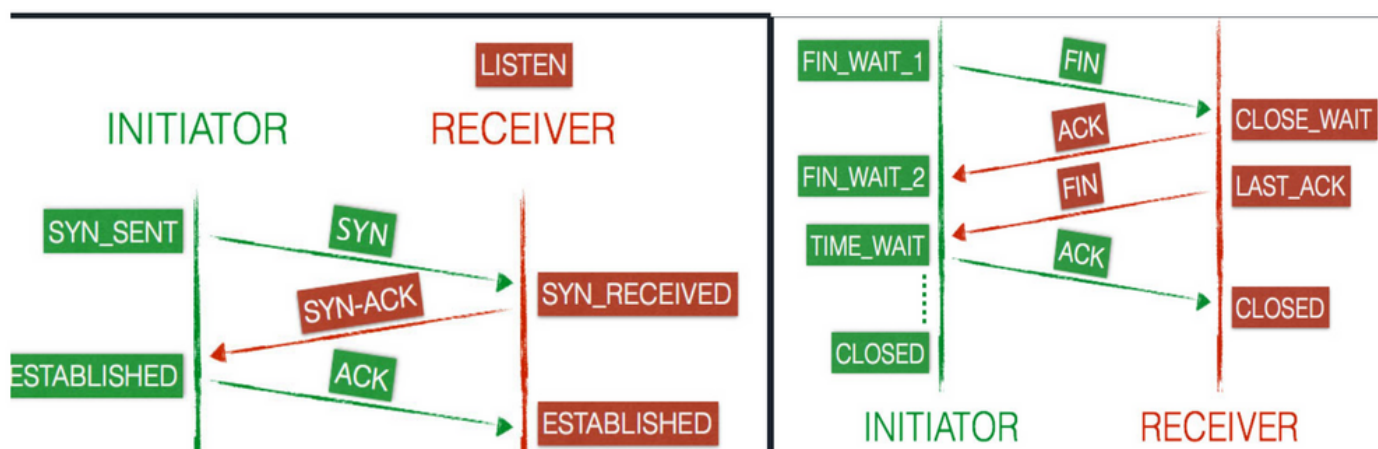 LISTEN
INITIATOR
RECEIVER
SYN_SENT
SYN
SYN-ACK
SYN_RECEIVED
ESTABLISHED
ACK
ESTABLISHED
FIN_WAIT_1
FIN
ACK
CLOSE_WAIT
FIN_WAIT_2
FIN
LAST_ACK
TIME_WAIT
ACK
CLOSED
CLOSED
INITIATOR
RECEIVER